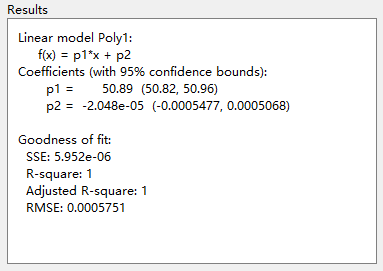 Results
Linear model Poly1:
f(x) = p1*x + p2
Coefficients (with 95% confidence bounds):
p1 = 50.89 (50.82, 50.96)
p2 = -2.048e-05 (-0.0005477, 0.0005068)
Goodness of fit:
SSE: 5.952e-06
R-square: 1
Adjusted R-square: 1
RMSE: 0.0005751